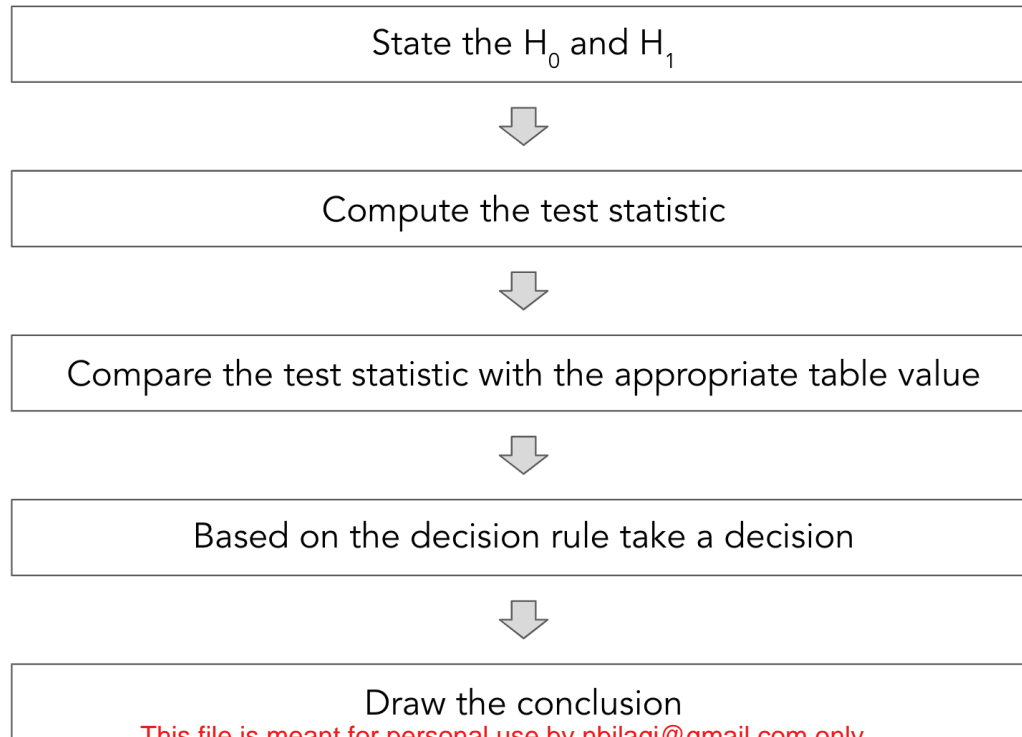 State the H₀ and H₁
Compute the test statistic
Compare the test statistic with the appropriate table value
Based on the decision rule take a decision
Draw the conclusion
This file is meant for personal use by nbilagi@gmail.com only